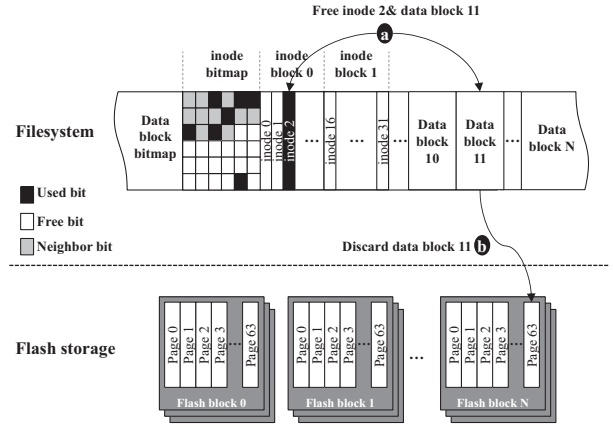 Free inode 2& data block 11
a
inode bitmap
inode block 0
inode block 1
Filesystem
Data block bitmap
inode 0
inode 1
inode 2
...
inode 16
...
inode 31
...
Data block 10
Data block 11
...
Data block N
Used bit
Free bit
Neighbor bit
Discard data block 11
b
Flash storage
Page 0
Page 1
Page 2
Page 3
...
Page 63
Flash block 0
Page 0
Page 1
Page 2
Page 3
...
Page 63
Flash block 1
...
Page 0
Page 1
Page 2
Page 3
...
Page 63
Flash block N